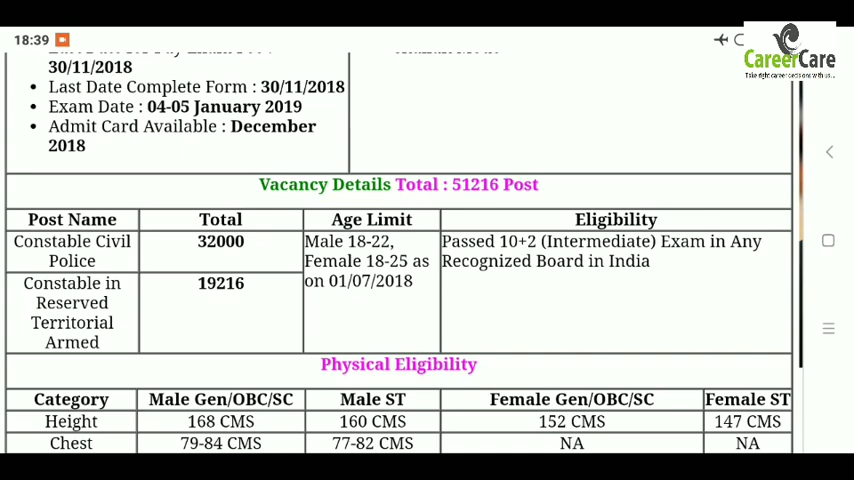 18:39
CareerCare
Take right career decisions with us...
30/11/2018
• Last Date Complete Form : 30/11/2018
• Exam Date : 04-05 January 2019
• Admit Card Available : December
2018
Vacancy Details Total : 51216 Post
Post Name Total Age Limit Eligibility
Constable Civil
Police
32000
Male 18-22,
Female 18-25 as
on 01/07/2018
Passed 10+2 (Intermediate) Exam in Any
Recognized Board in India
Constable in
Reserved
Territorial
Armed
19216
Physical Eligibility
Category Male Gen/OBC/SC Male ST Female Gen/OBC/SC Female ST
Height 168 CMS 160 CMS 152 CMS 147 CMS
Chest 79-84 CMS 77-82 CMS NA NA